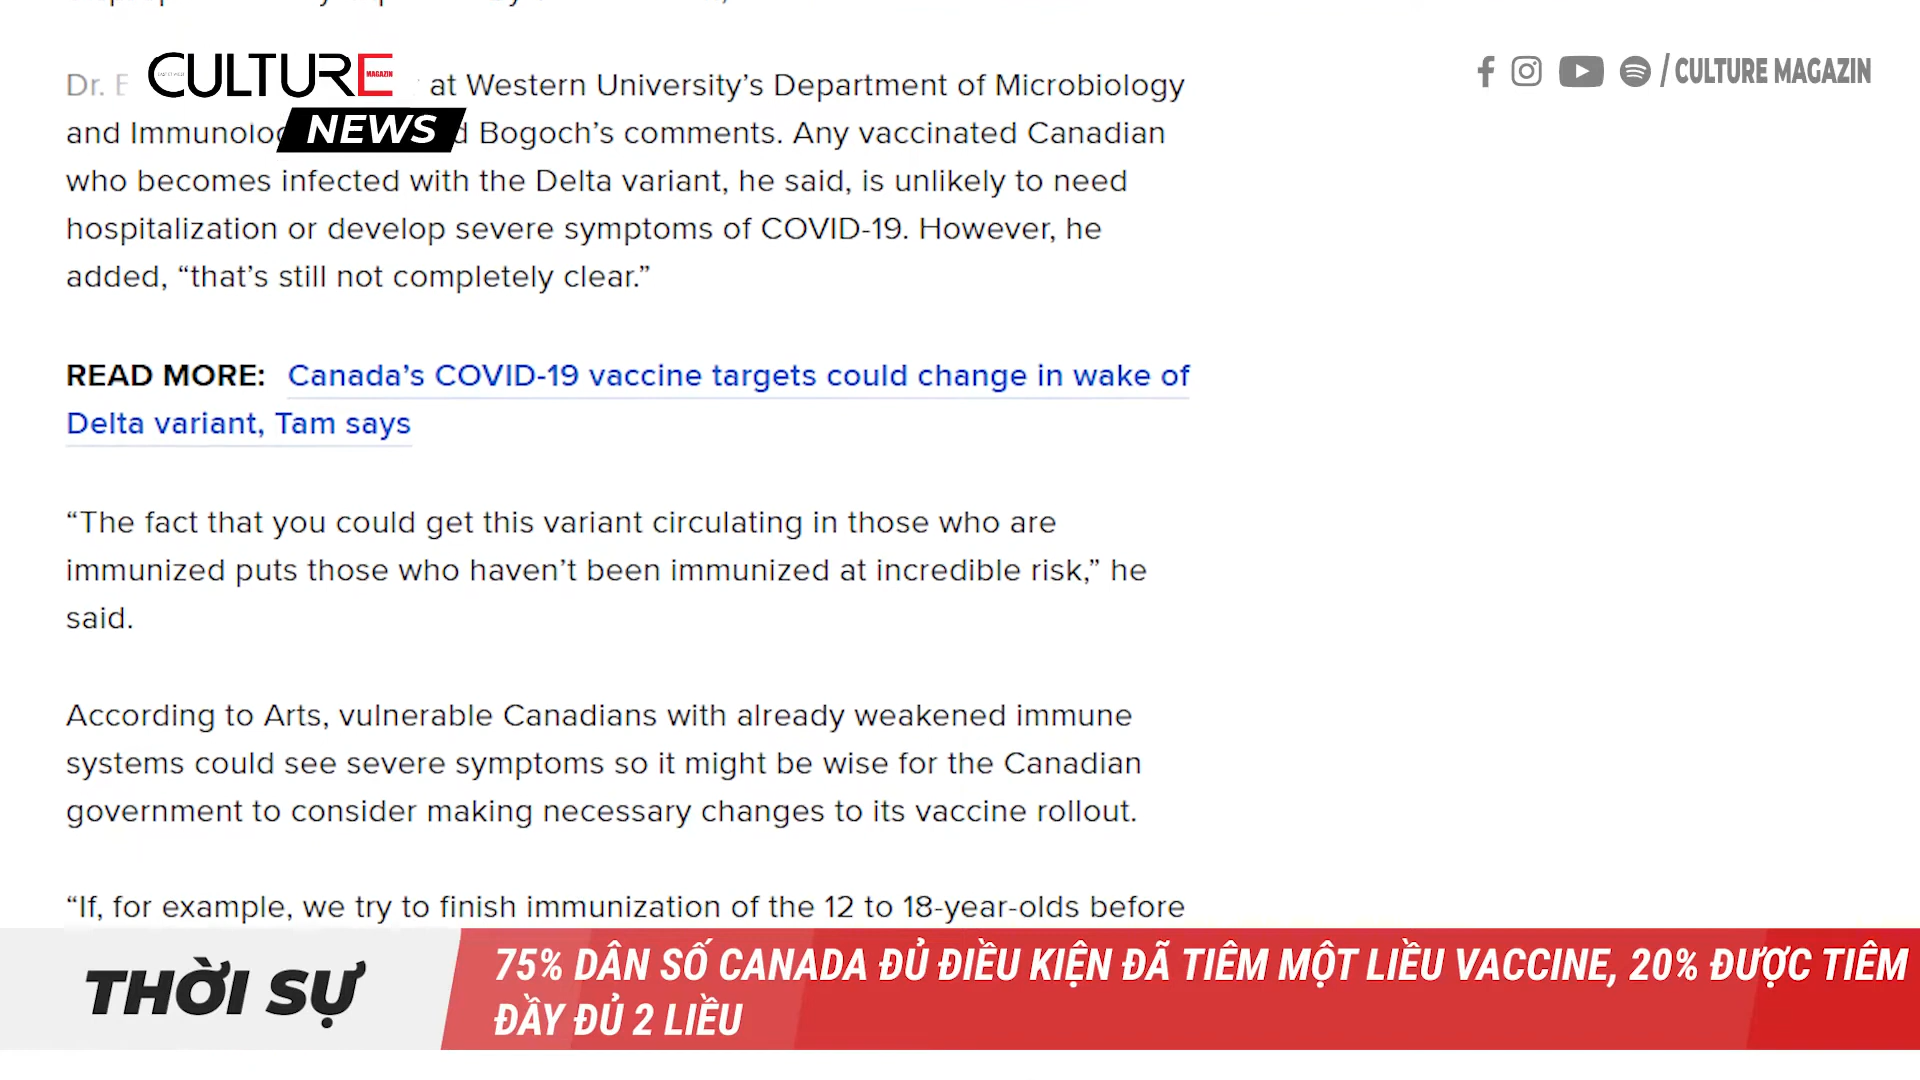 Dr. E
CULTURE
MAGAZIN
NEWS
/ CULTURE MAGAZIN
at Western University’s Department of Microbiology
and Immunolo d Bogoch’s comments. Any vaccinated Canadian
who becomes infected with the Delta variant, he said, is unlikely to need
hospitalization or develop severe symptoms of COVID-19. However, he
added, “that’s still not completely clear.”
READ MORE: Canada’s COVID-19 vaccine targets could change in wake of
Delta variant, Tam says
“The fact that you could get this variant circulating in those who are
immunized puts those who haven’t been immunized at incredible risk,” he
said.
According to Arts, vulnerable Canadians with already weakened immune
systems could see severe symptoms so it might be wise for the Canadian
government to consider making necessary changes to its vaccine rollout.
“If, for example, we try to finish immunization of the 12 to 18-year-olds before
THỜI SỰ
75% DÂN SỐ CANADA ĐỦ ĐIỀU KIỆN ĐÃ TIÊM MỘT LIỀU VACCINE, 20% ĐƯỢC TIÊM
ĐẦY ĐỦ 2 LIỀU